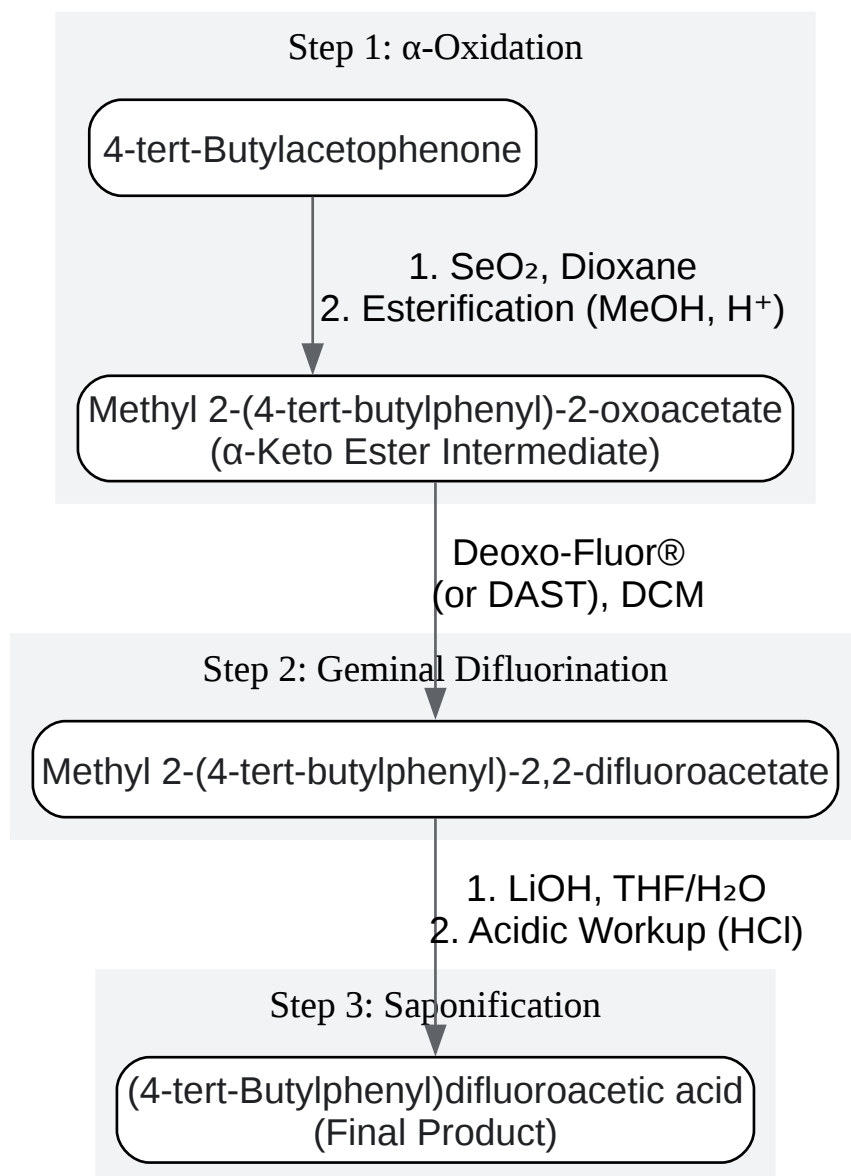 Step 1: α-Oxidation
4-tert-Butylacetophenone
1. SeO₂, Dioxane
2. Esterification (MeOH, H⁺)
Methyl 2-(4-tert-butylphenyl)-2-oxoacetate
(α-Keto Ester Intermediate)
Deoxo-Fluor®
(or DAST), DCM
Step 2: Geminal Difluorination
Methyl 2-(4-tert-butylphenyl)-2,2-difluoroacetate
1. LiOH, THF/H₂O
2. Acidic Workup (HCl)
Step 3: Saponification
(4-tert-Butylphenyl)difluoroacetic acid
(Final Product)